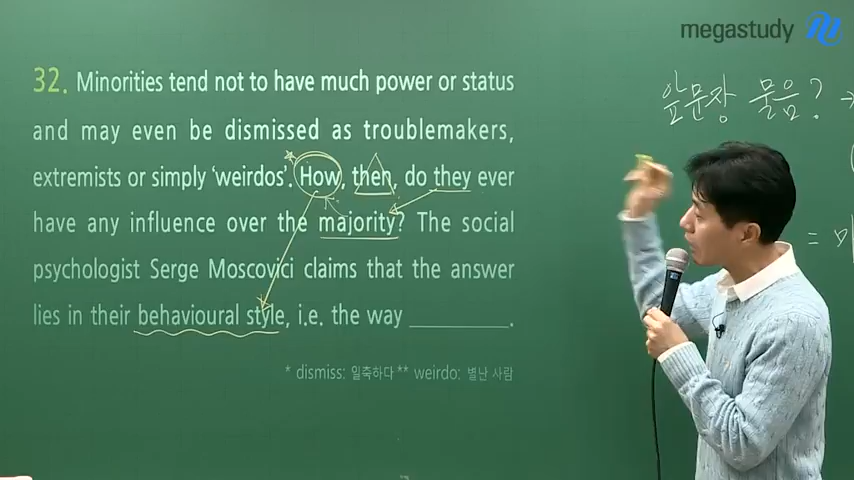 megastudy
32. Minorities tend not to have much power or status
and may even be dismissed as troublemakers,
extremists or simply ‘weirdos’. How, then, do they ever
have any influence over the majority? The social
psychologist Serge Moscovici claims that the answer
lies in their behavioural style, i.e. the way __________.
* dismiss: 일축하다 ** weirdo: 별난 사람
앞문장 물음? →
=